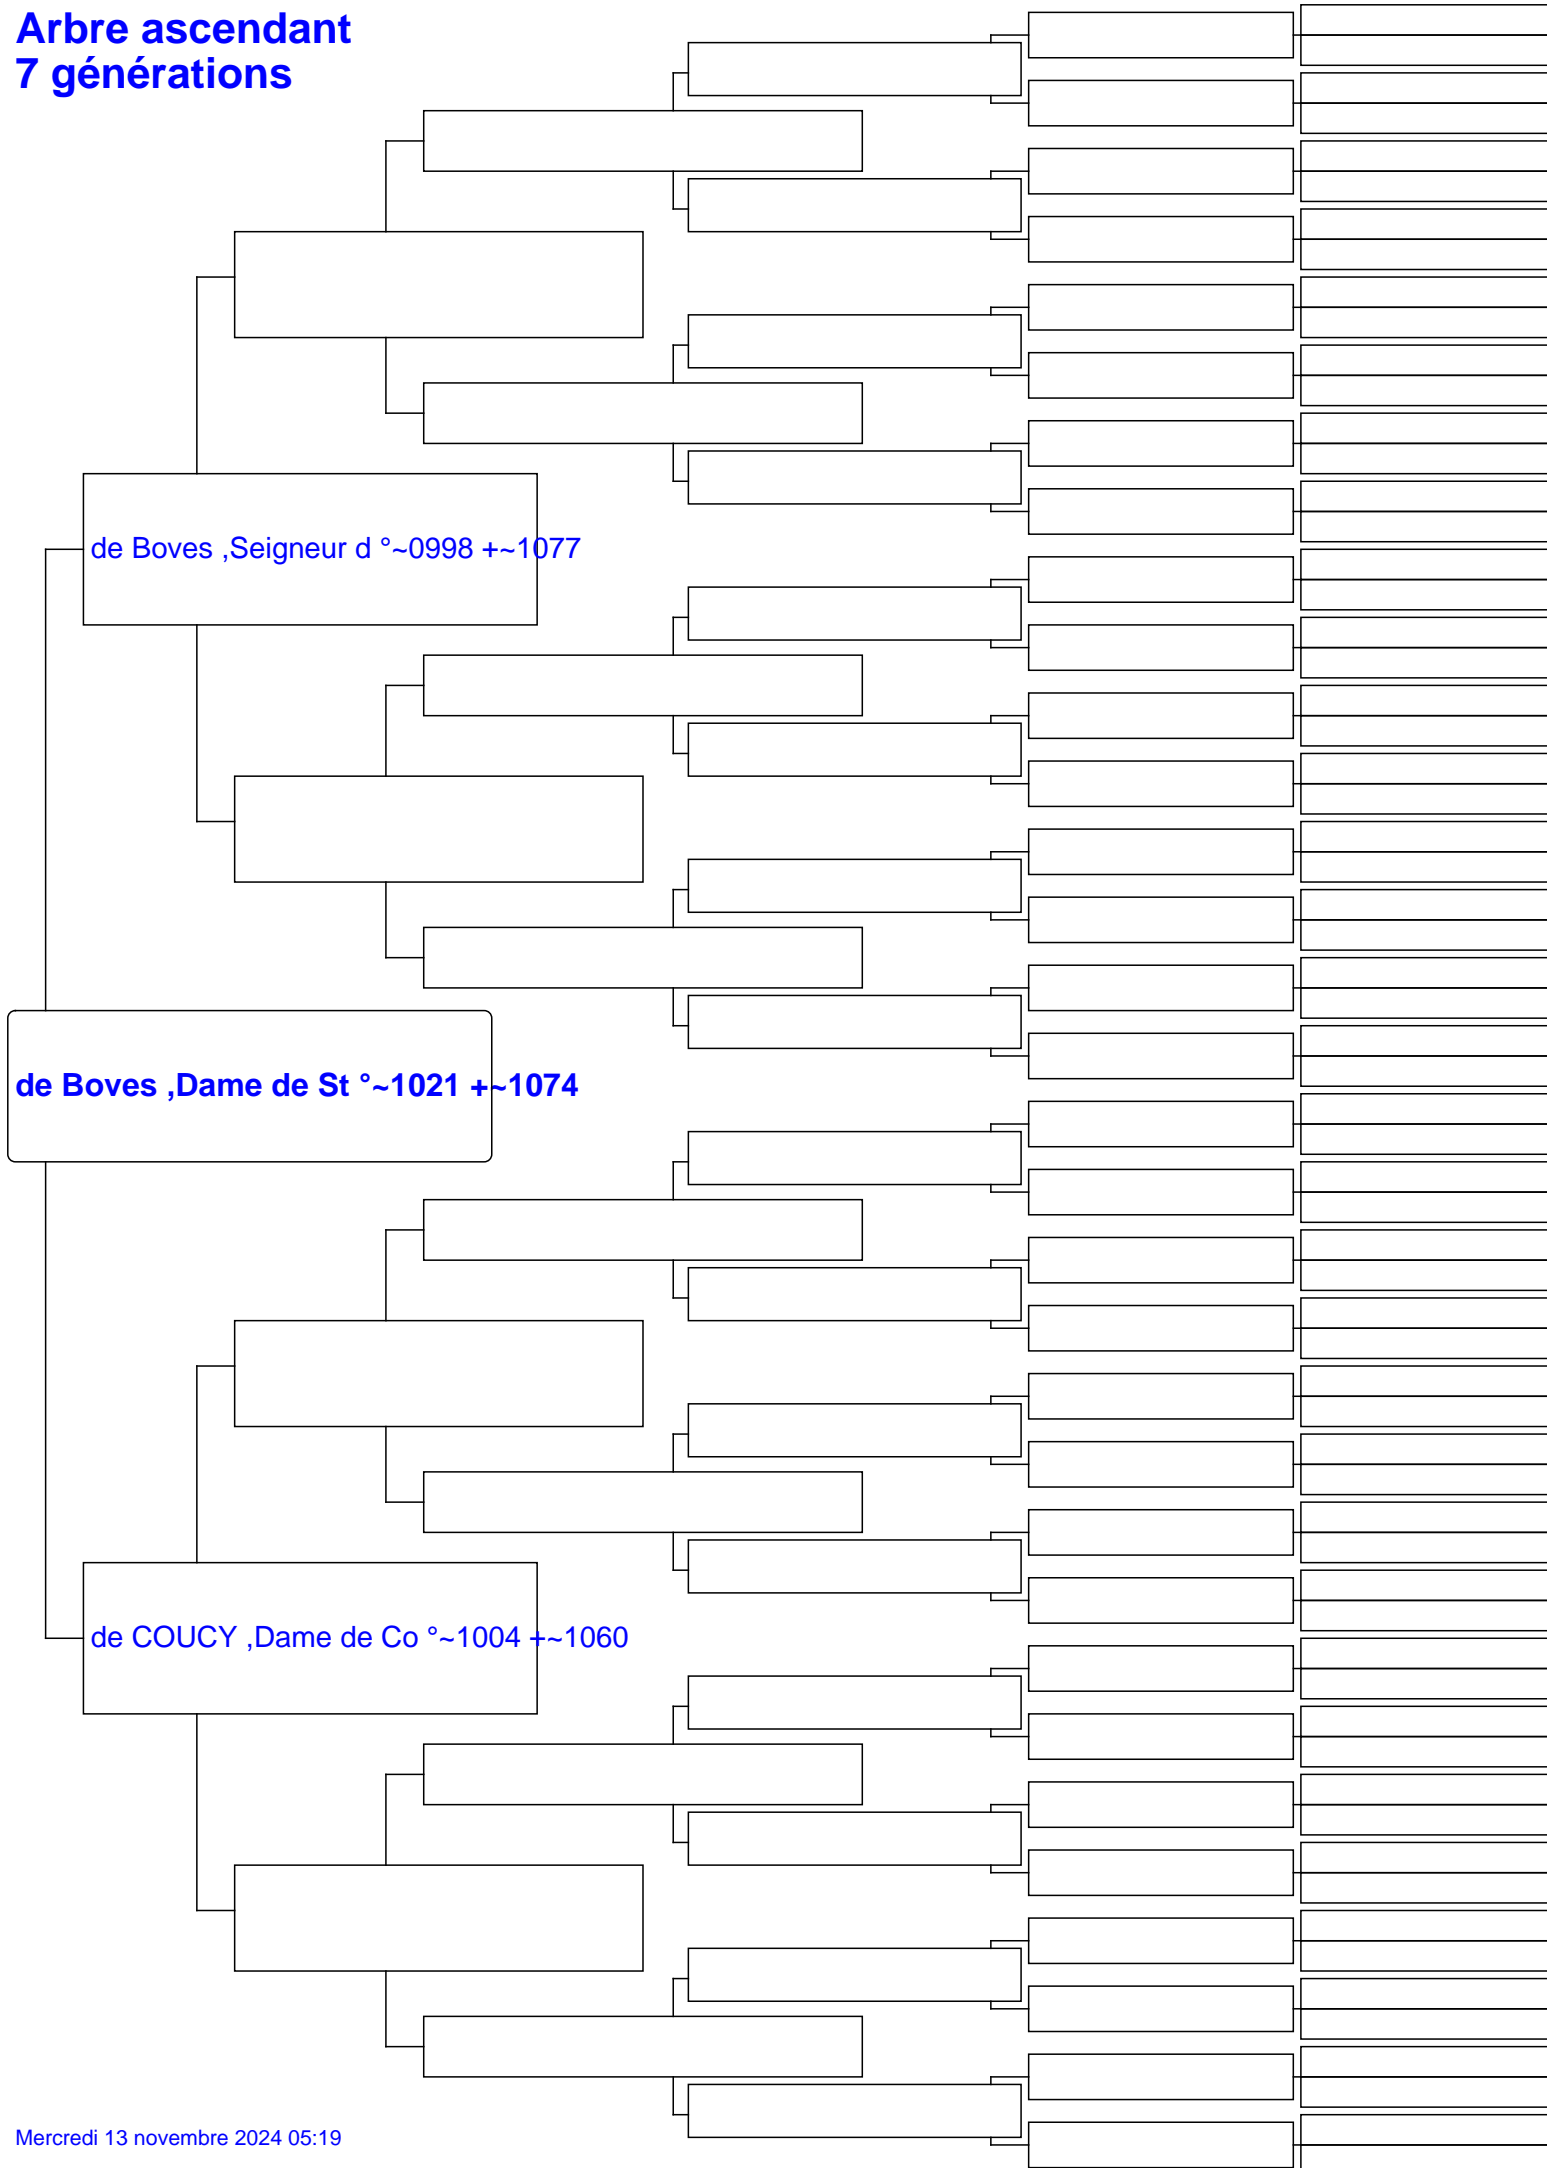 Arbre ascendant
7 générations
de Boves ,Seigneur d °~0998 +~1077
de Boves ,Dame de St °~1021 +~1074
de COUCY ,Dame de Co °~1004 +~1060
Mercredi 13 novembre 2024 05:19